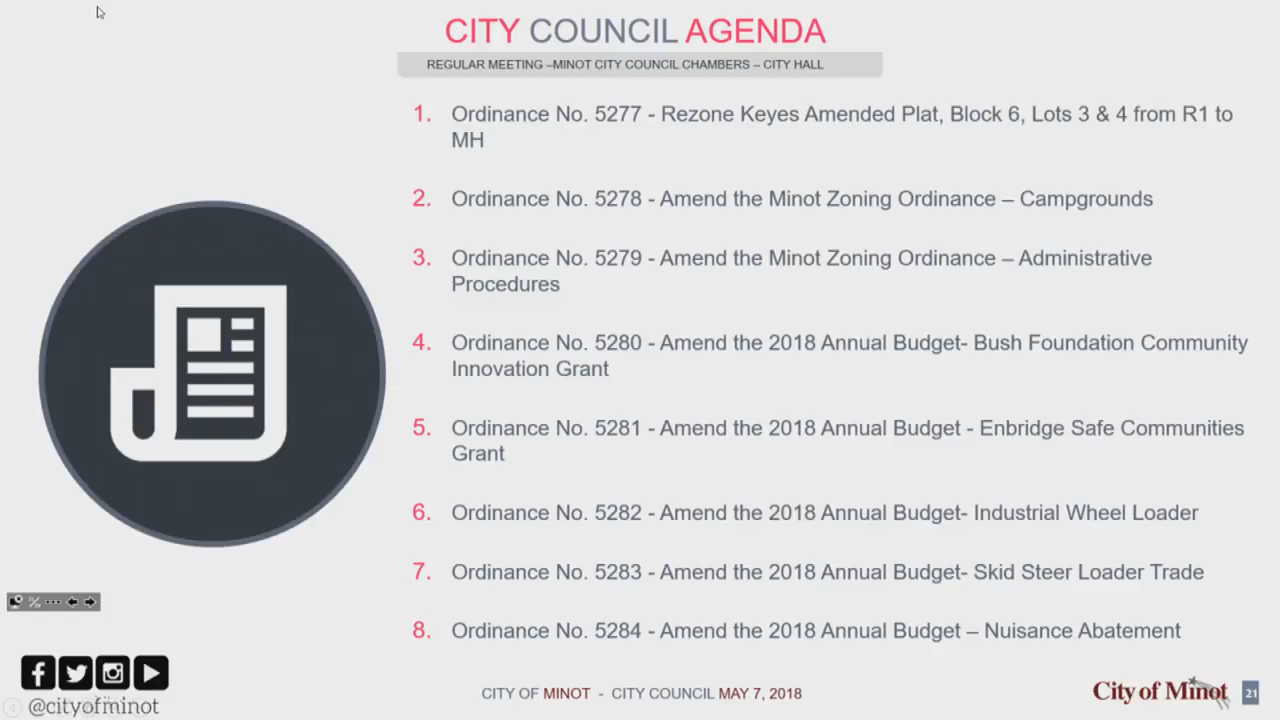 CITY COUNCIL AGENDA
REGULAR MEETING –MINOT CITY COUNCIL CHAMBERS – CITY HALL
1. Ordinance No. 5277 - Rezone Keyes Amended Plat, Block 6, Lots 3 & 4 from R1 to
MH
2. Ordinance No. 5278 - Amend the Minot Zoning Ordinance – Campgrounds
3. Ordinance No. 5279 - Amend the Minot Zoning Ordinance – Administrative
Procedures
4. Ordinance No. 5280 - Amend the 2018 Annual Budget- Bush Foundation Community
Innovation Grant
5. Ordinance No. 5281 - Amend the 2018 Annual Budget - Enbridge Safe Communities
Grant
6. Ordinance No. 5282 - Amend the 2018 Annual Budget- Industrial Wheel Loader
7. Ordinance No. 5283 - Amend the 2018 Annual Budget- Skid Steer Loader Trade
8. Ordinance No. 5284 - Amend the 2018 Annual Budget – Nuisance Abatement
@cityofminot
CITY OF MINOT - CITY COUNCIL MAY 7, 2018
City of Minot
21